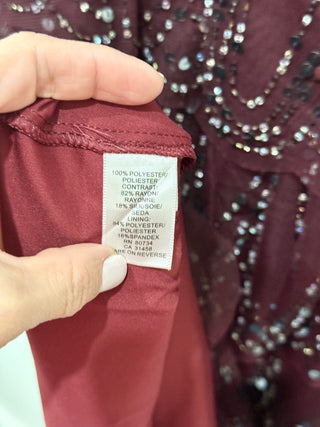 100% POLYESTER/
POLIESTER
CONTRAST:
82% RAYON/
RAYONNE
18% SILK/SOIE/
SEDA
LINING:
84% POLYESTER/
POLIESTER
16%SPANDEX
RN 80734
CA 31458
ARE ON REVERSE